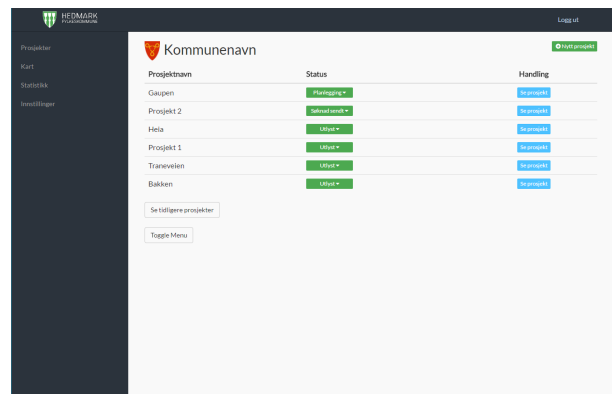 HEDMARK
FYLKESKOMMUNE
Logg ut
Prosjekter
Kart
Statistikk
Innstillinger
Kommunenavn
Nytt prosjekt
Prosjektnavn Status Handling
Gaupen Planlegging Se prosjekt
Prosjekt 2 Søknad sendt Se prosjekt
Hela Utlyst Se prosjekt
Prosjekt 1 Utlyst Se prosjekt
Traneveien Utlyst Se prosjekt
Bakken Utlyst Se prosjekt
Se tidligere prosjekter
Toggle Menu